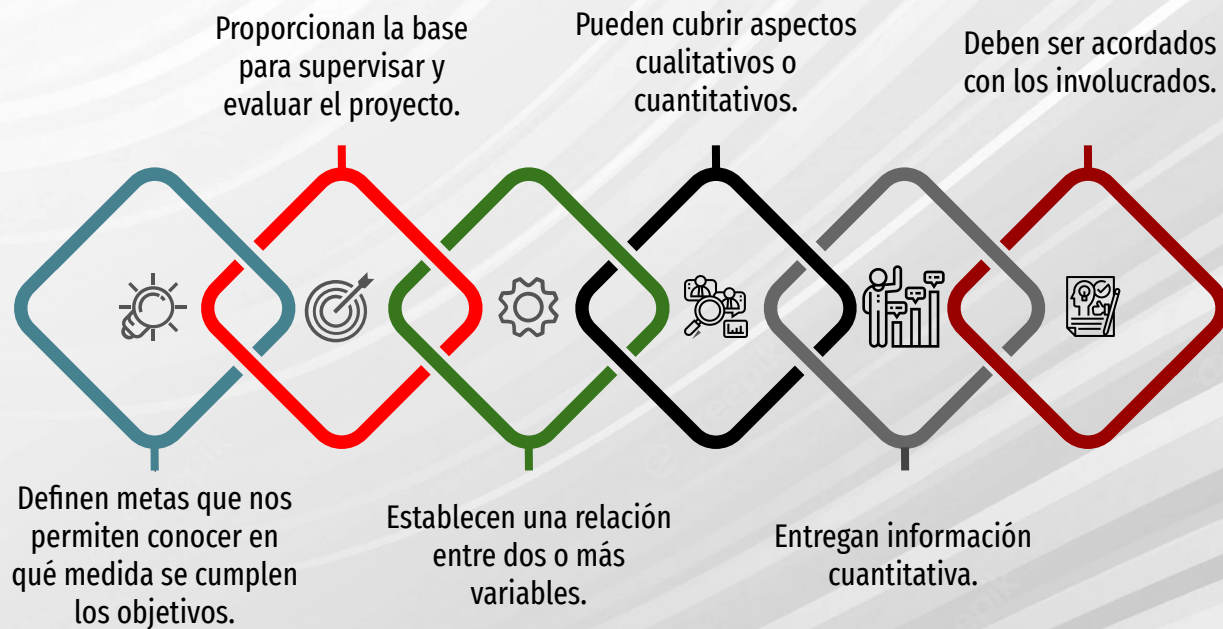 Proporcionan la base
para supervisar y
evaluar el proyecto.
Pueden cubrir aspectos
cualitativos o
cuantitativos.
Deben ser acordados
con los involucrados.
Definen metas que nos
permiten conocer en
qué medida se cumplen
los objetivos.
Establecen una relación
entre dos o más
variables.
Entregan información
cuantitativa.